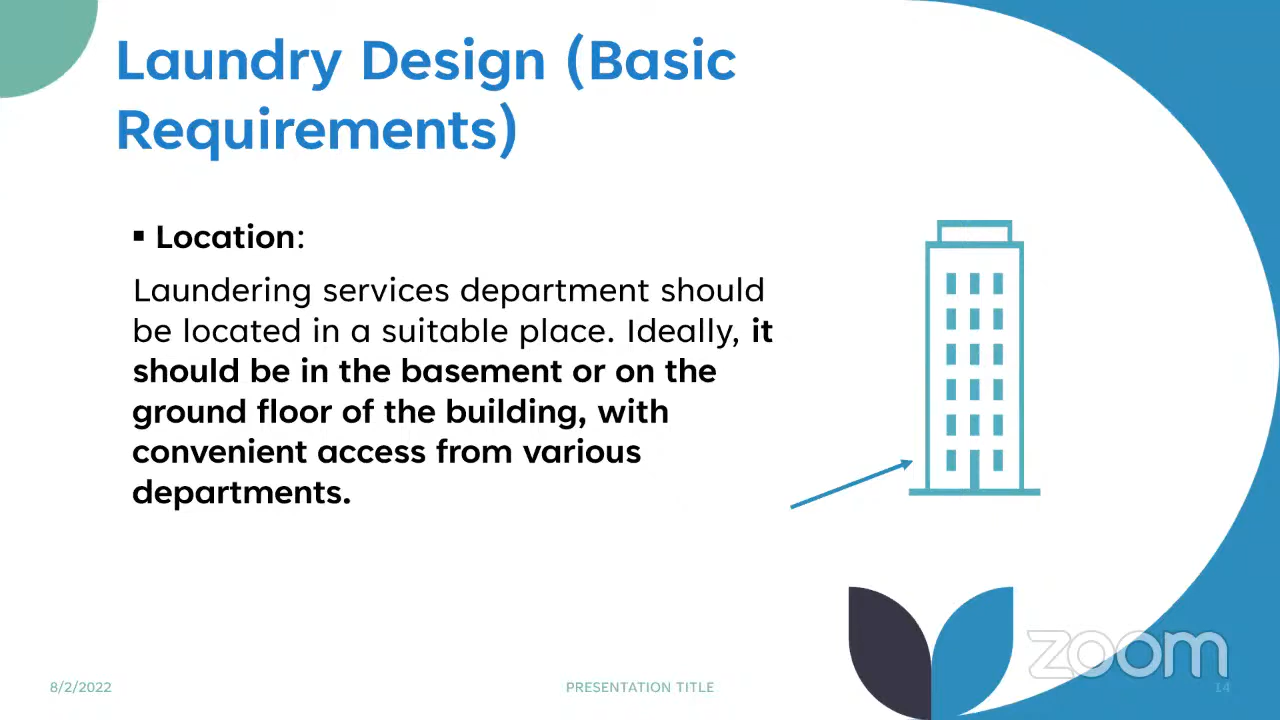 Laundry Design (Basic
Requirements)
▪ Location:
Laundering services department should
be located in a suitable place. Ideally, it
should be in the basement or on the
ground floor of the building, with
convenient access from various
departments.
zoom
8/2/2022
PRESENTATION TITLE
14